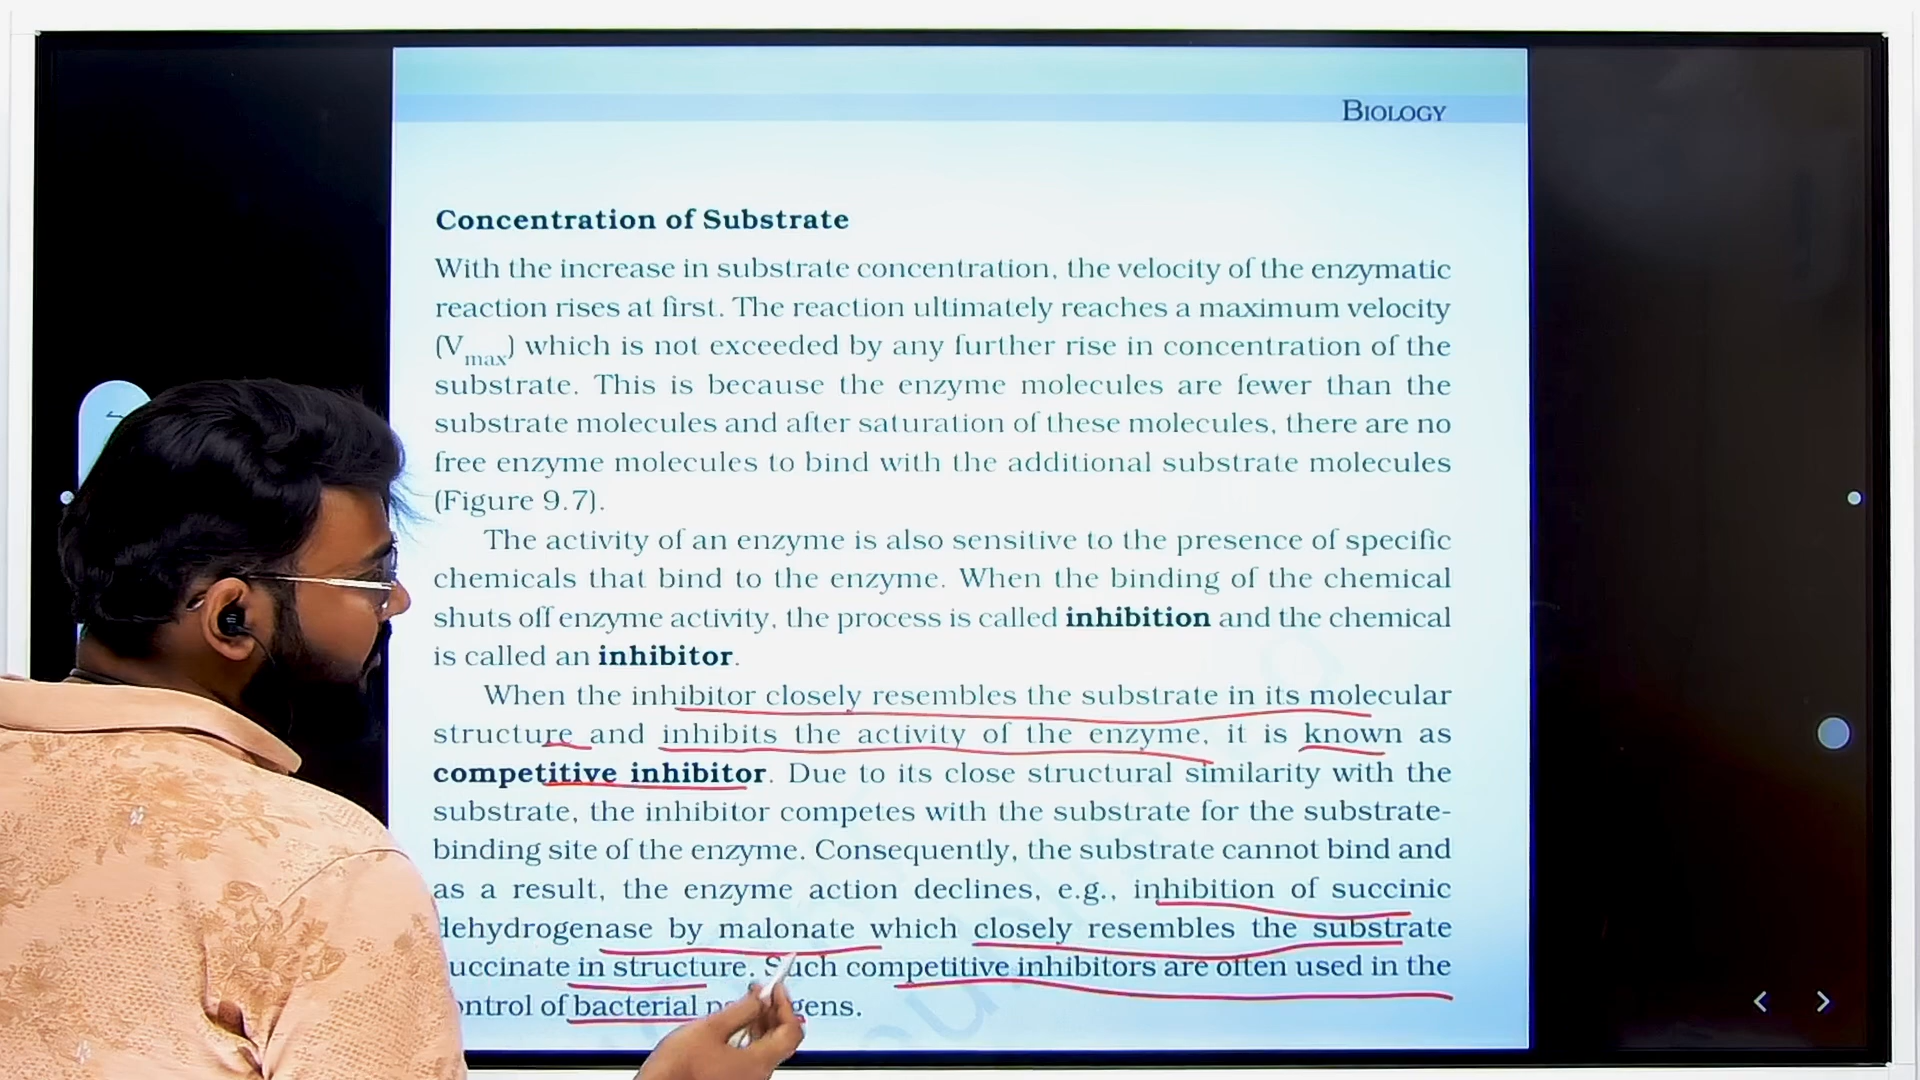 BIOLOGY
Concentration of Substrate
With the increase in substrate concentration, the velocity of the enzymatic
reaction rises at first. The reaction ultimately reaches a maximum velocity
(Vmax) which is not exceeded by any further rise in concentration of the
substrate. This is because the enzyme molecules are fewer than the
substrate molecules and after saturation of these molecules, there are no
free enzyme molecules to bind with the additional substrate molecules
(Figure 9.7).
The activity of an enzyme is also sensitive to the presence of specific
chemicals that bind to the enzyme. When the binding of the chemical
shuts off enzyme activity, the process is called inhibition and the chemical
is called an inhibitor.
When the inhibitor closely resembles the substrate in its molecular
structure and inhibits the activity of the enzyme, it is known as
competitive inhibitor. Due to its close structural similarity with the
substrate, the inhibitor competes with the substrate for the substrate-
binding site of the enzyme. Consequently, the substrate cannot bind and
as a result, the enzyme action declines, e.g., inhibition of succinic
dehydrogenase by malonate which closely resembles the substrate
uccinate in structure. Such competitive inhibitors are often used in the
ontrol of bacterial gens.